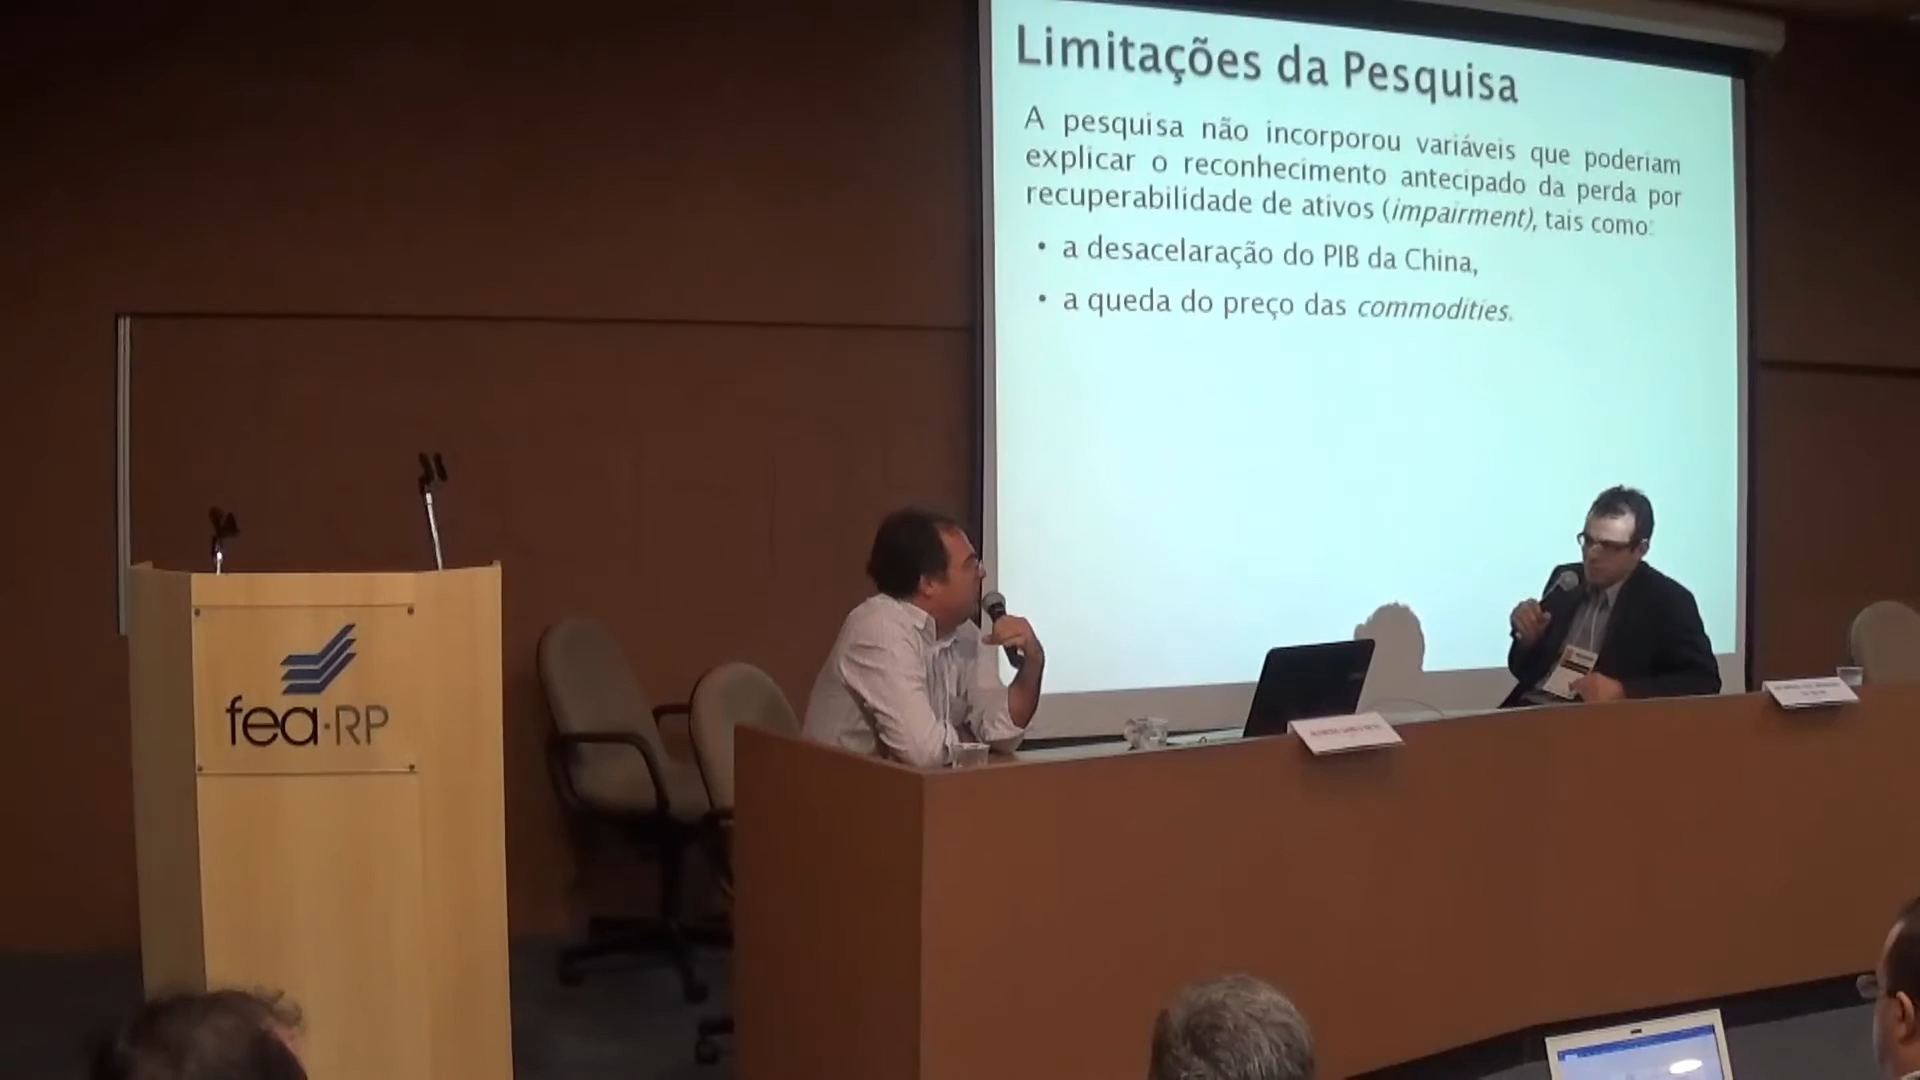 Limitações da Pesquisa
A pesquisa não incorporou variáveis que poderiam
explicar o reconhecimento antecipado da perda por
recuperabilidade de ativos (impairment), tais como:
• a desacelaração do PIB da China,
• a queda do preço das commodities.
fea-RP